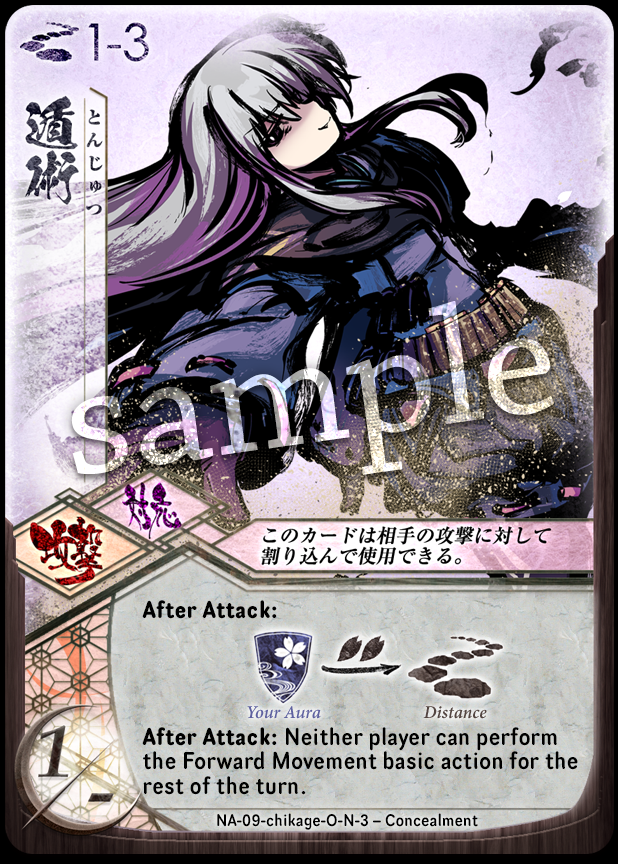 1-3
遁術
とんじゅつ
sample
対応
攻撃
このカードは相手の攻撃に対して
割り込んで使用できる。
After Attack:
Your Aura
Distance
After Attack: Neither player can perform
the Forward Movement basic action for the
rest of the turn.
1/-
NA-09-chikage-O-N-3 – Concealment